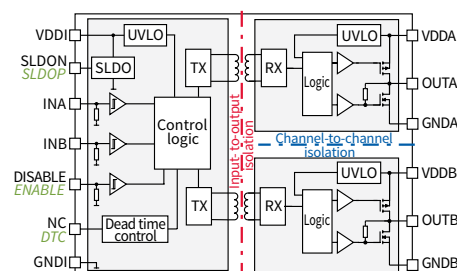 VDDI
UVLO
SLDON
SLDOP
SLDO
TX
INA
INB
Control
logic
DISABLE
ENABLE
TX
NC
DTC
Dead time
control
GNDI
Input-to-output
isolation
UVLO
VDDA
RX
Logic
OUTA
GNDA
Channel-to-channel
isolation
UVLO
VDDB
RX
Logic
OUTB
GNDB